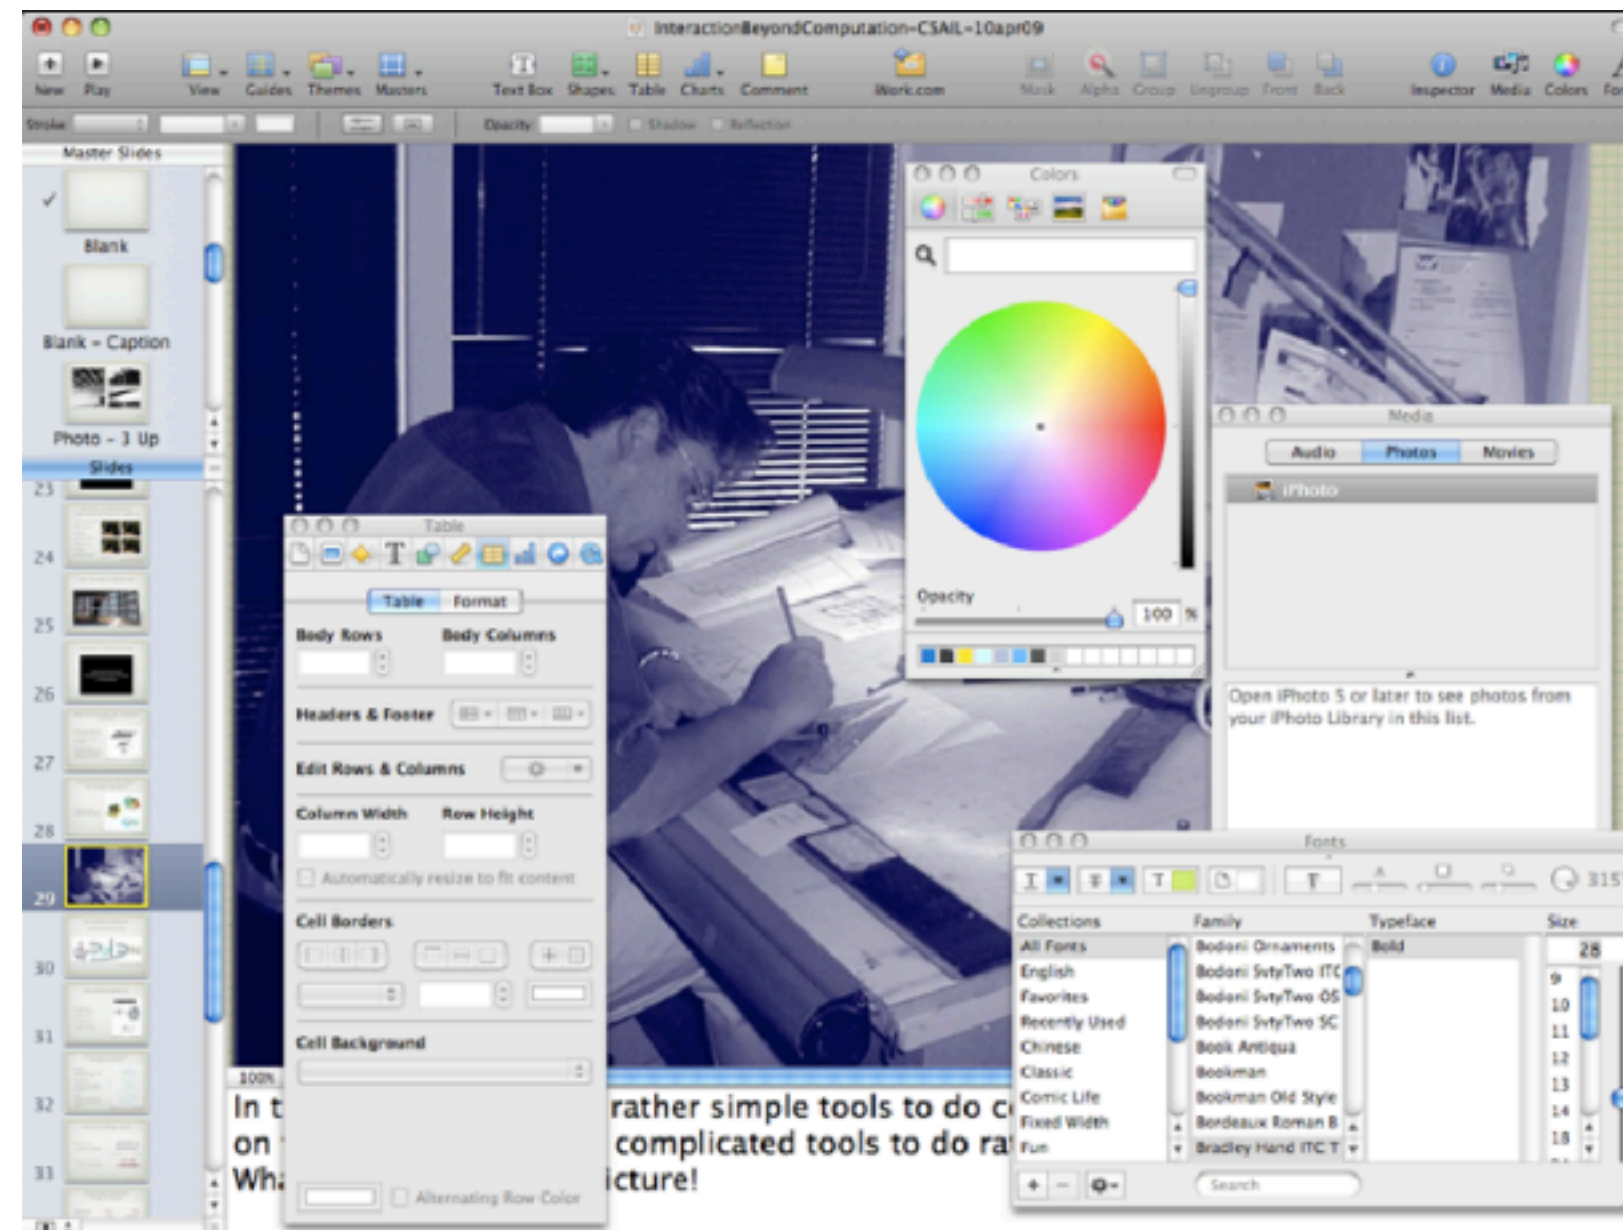 InteractionBeyondComputation-CSAIL-10apr09
New Play View Guides Themes Masters Text Box Shapes Table Charts Comment iWork.com Mask Alpha Group Ungroup Front Back Inspector Media Colors
Stroke Opacity Shadow Reflection
Master Slides
Blank
Blank - Caption
Photo - 3 Up
Slides
23
24
25
26
27
28
29
30
31
32
33
Table
Table Format
Body Rows Body Columns
Headers & Footer
Edit Rows & Columns
Column Width Row Height
Automatically resize to fit content
Cell Borders
Cell Background
Alternating Row Color
Colors
Opacity
100 %
Media
Audio Photos Movies
iPhoto
Open iPhoto 5 or later to see photos from
your iPhoto Library in this list.
Fonts
315°
Collections Family Typeface Size
All Fonts Bodoni Ornaments Bold 28
English Bodoni SvtyTwo ITC 9
Favorites Bodoni SvtyTwo OS 10
Recently Used Bodoni SvtyTwo SC 11
Chinese Book Antiqua 12
Classic Bookman 13
Comic Life Bookman Old Style 14
Fixed Width Bordeaux Roman B 18
Fun Bradley Hand ITC T
Search
100%
In t rather simple tools to do c
on complicated tools to do ra
Wha icture!